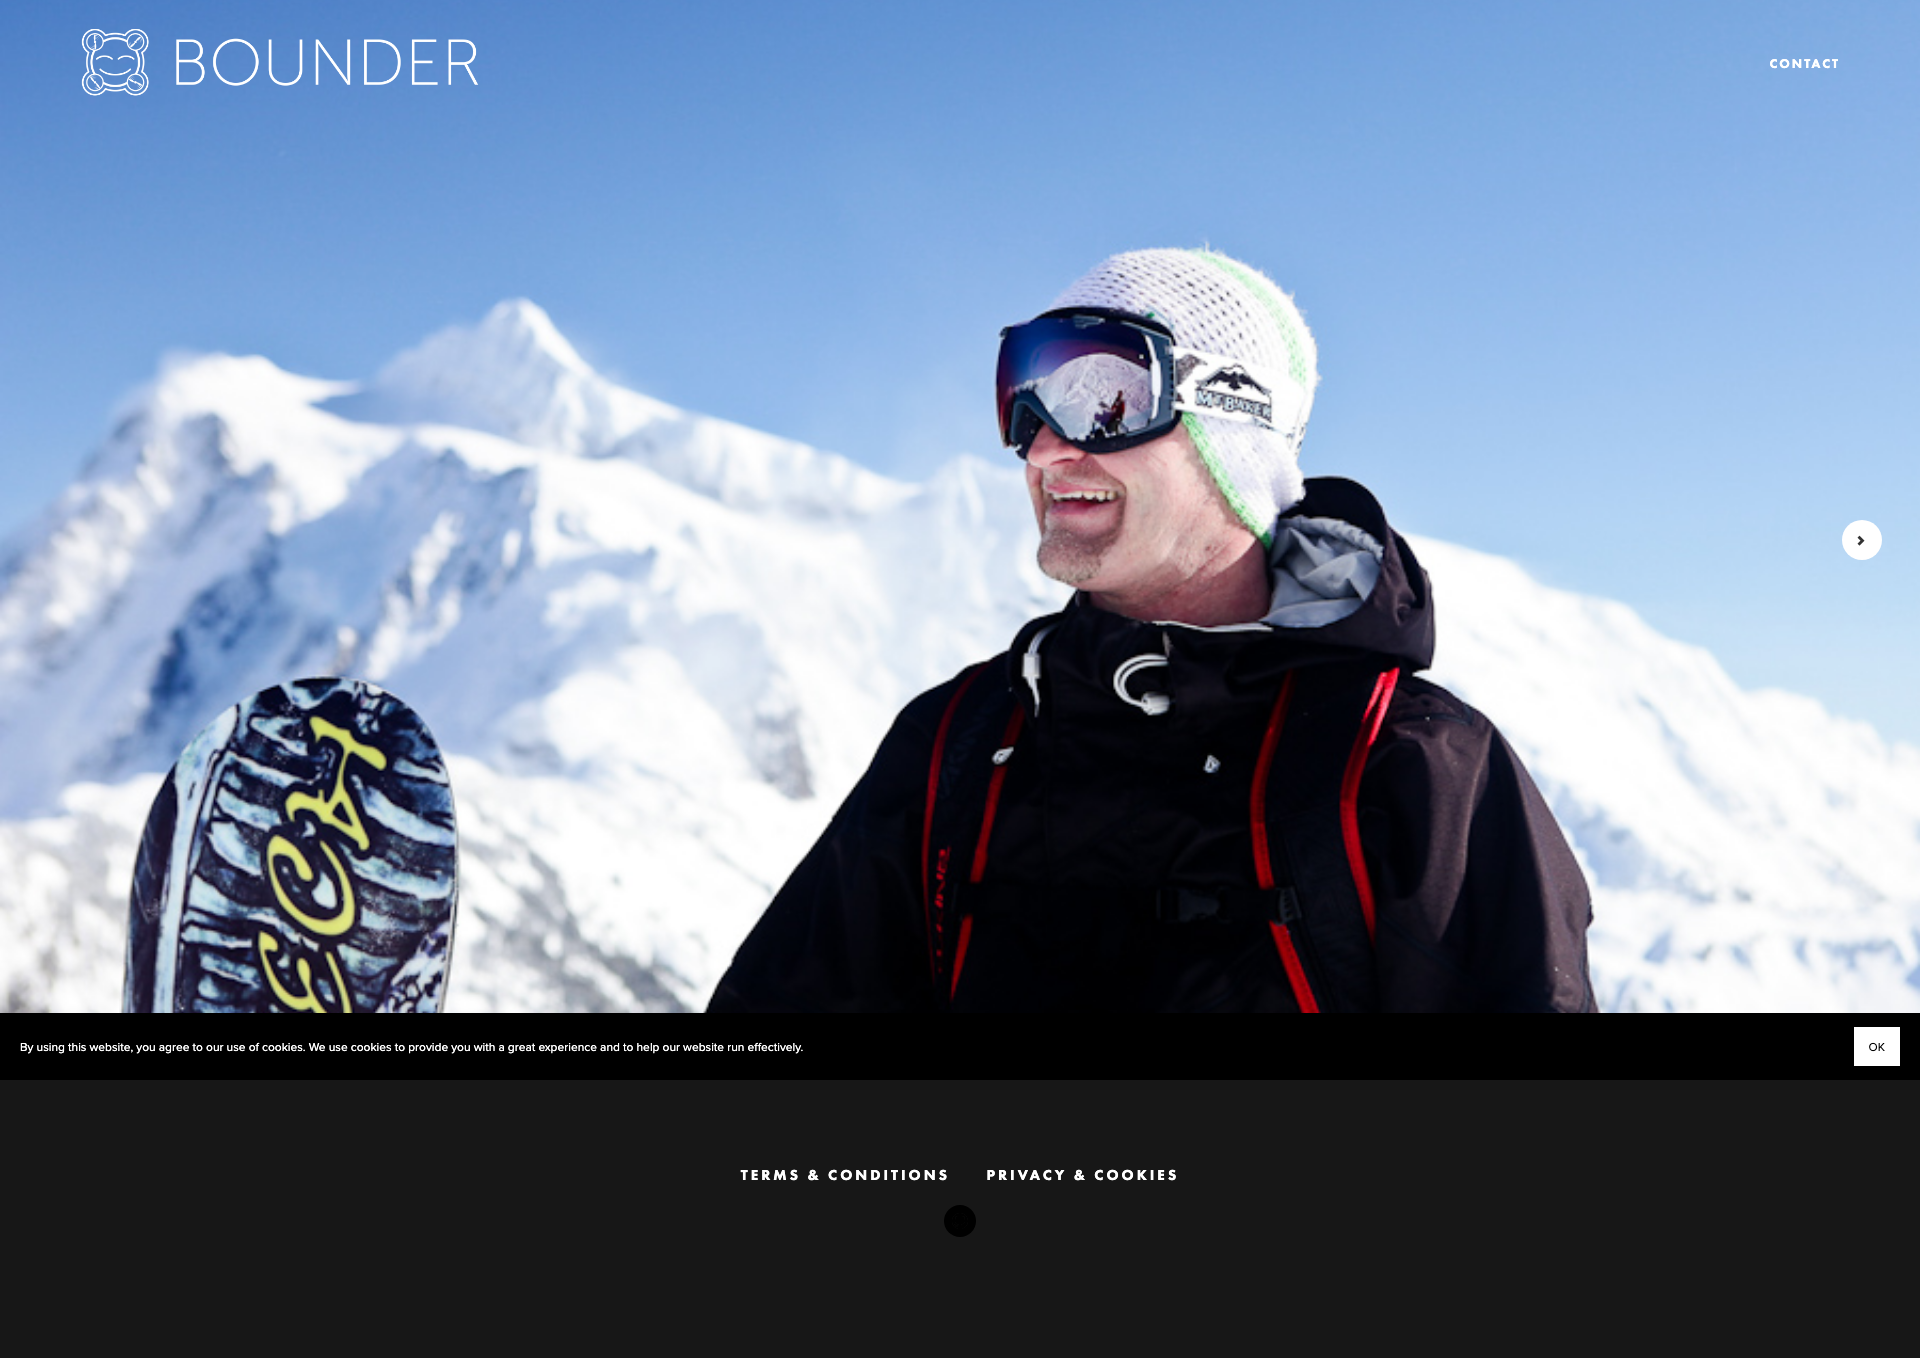 BOUNDER
CONTACT
MT. BAKER
By using this website, you agree to our use of cookies. We use cookies to provide you with a great experience and to help our website run effectively.
OK
TERMS & CONDITIONS
PRIVACY & COOKIES